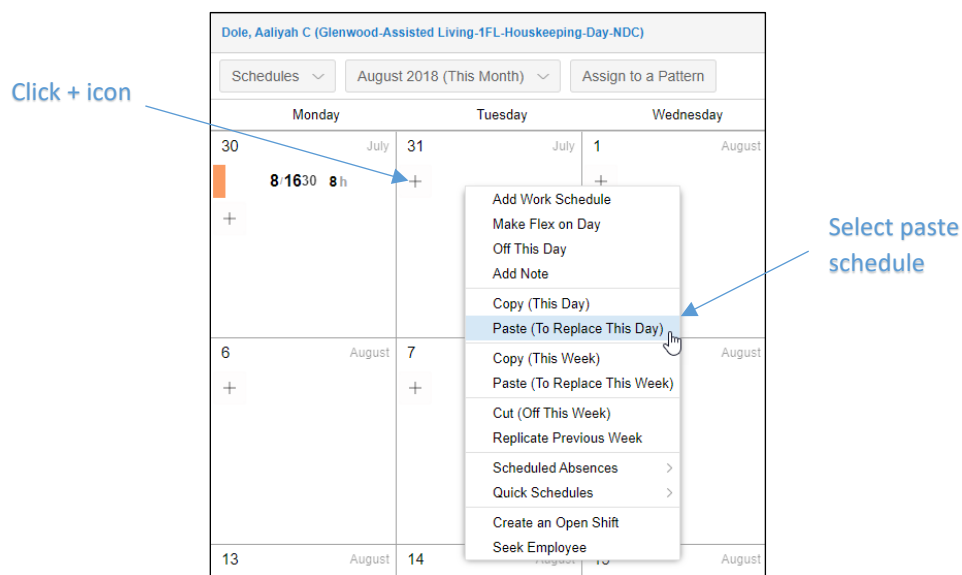 Dole, Aaliyah C (Glenwood-Assisted Living-1FL-Houskeeping-Day-NDC)
Schedules August 2018 (This Month) Assign to a Pattern
Click + icon
Monday Tuesday Wednesday
30 July 31 July 1 August
8/1630 8 h + +
+
Add Work Schedule
Make Flex on Day
Off This Day
Add Note
Select paste
schedule
Copy (This Day)
Paste (To Replace This Day)
6 August 7 August
+ +
Copy (This Week)
Paste (To Replace This Week)
Cut (Off This Week)
Replicate Previous Week
Scheduled Absences
Quick Schedules
Create an Open Shift
Seek Employee
13 August 14 August 15 August